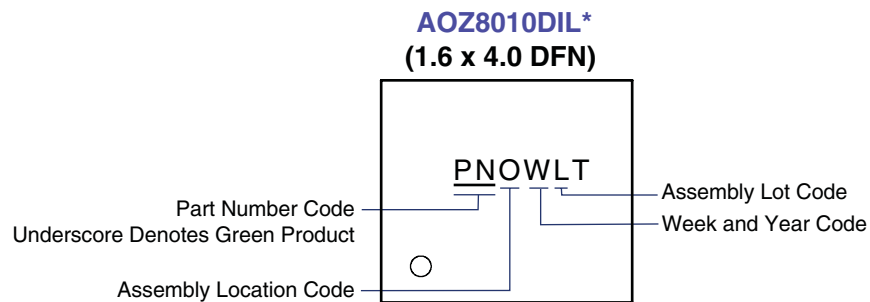 AOZ8010DIL*
(1.6 x 4.0 DFN)
PNOWLT
Part Number Code
Underscore Denotes Green Product
Assembly Location Code
Assembly Lot Code
Week and Year Code